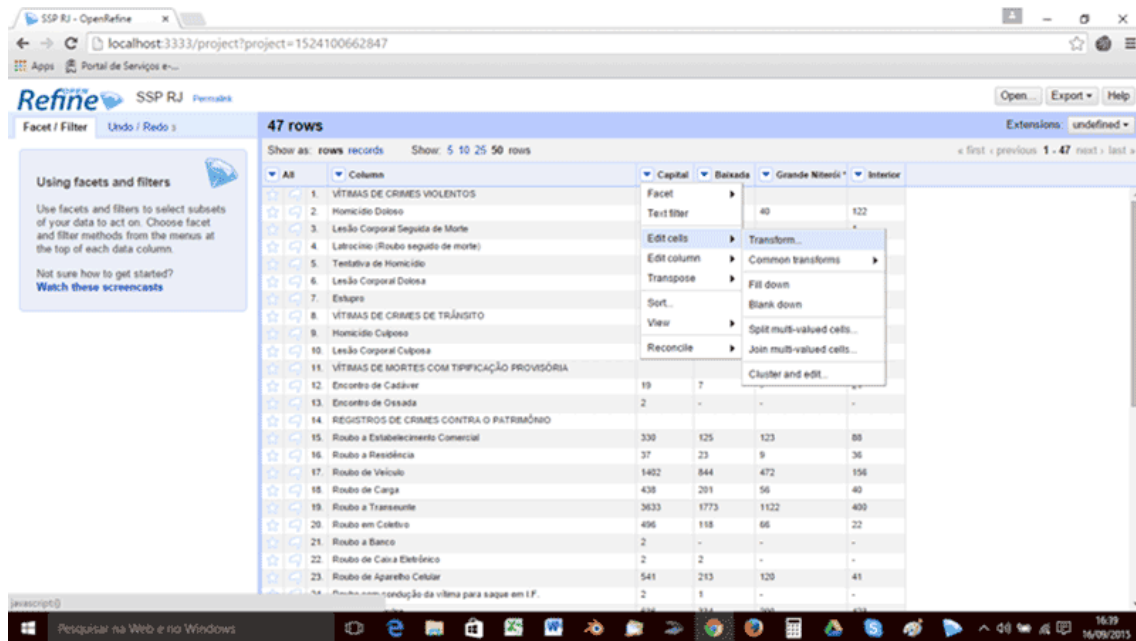 SSP RJ - OpenRefine
localhost:3333/project?project=1524100662847
Apps Portal de Serviços e-...
OPEN
Refine SSP RJ Permalink
Open... Export Help
Facet / Filter Undo / Redo 3
47 rows
Extensions: undefined
Show as: rows records Show: 5 10 25 50 rows
« first ‹ previous 1 - 47 next › last »
Using facets and filters
Use facets and filters to select subsets
of your data to act on. Choose facet
and filter methods from the menus at
the top of each data column.
Not sure how to get started?
Watch these screencasts
All Column Capital Baixada Grande Niterói * Interior
1. VÍTIMAS DE CRIMES VIOLENTOS
2. Homicídio Doloso 40 122
3. Lesão Corporal Seguida de Morte
4. Latrocínio (Roubo seguido de morte)
5. Tentativa de Homicídio
6. Lesão Corporal Dolosa
7. Estupro
8. VÍTIMAS DE CRIMES DE TRÂNSITO
9. Homicídio Culposo
10. Lesão Corporal Culposa
11. VÍTIMAS DE MORTES COM TIPIFICAÇÃO PROVISÓRIA
12. Encontro de Cadáver 19 7 -
13. Encontro de Ossada 2 - - -
14. REGISTROS DE CRIMES CONTRA O PATRIMÔNIO
15. Roubo a Estabelecimento Comercial 330 125 123 88
16. Roubo a Residência 37 23 9 36
17. Roubo de Veículo 1402 844 472 156
18. Roubo de Carga 438 201 56 40
19. Roubo a Transeunte 3633 1773 1122 400
20. Roubo em Coletivo 496 118 66 22
21. Roubo a Banco 2 - - -
22. Roubo de Caixa Eletrônico 2 2 - -
23. Roubo de Aparelho Celular 541 213 120 41
condução da vítima para saque em I.F. 2 1 - -
Facet
Text filter
Edit cells
Edit column
Transpose
Sort...
View
Reconcile
Transform...
Common transforms
Fill down
Blank down
Split multi-valued cells...
Join multi-valued cells...
Cluster and edit...
javascript:{}
Pesquisar na Web e no Windows
16:39
16/09/2015